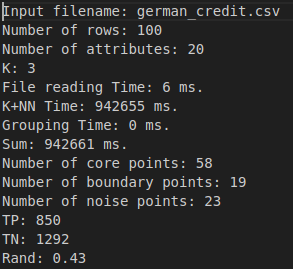 Input filename: german_credit.csv
Number of rows: 100
Number of attributes: 20
K: 3
File reading Time: 6 ms.
K+NN Time: 942655 ms.
Grouping Time: 0 ms.
Sum: 942661 ms.
Number of core points: 58
Number of boundary points: 19
Number of noise points: 23
TP: 850
TN: 1292
Rand: 0.43